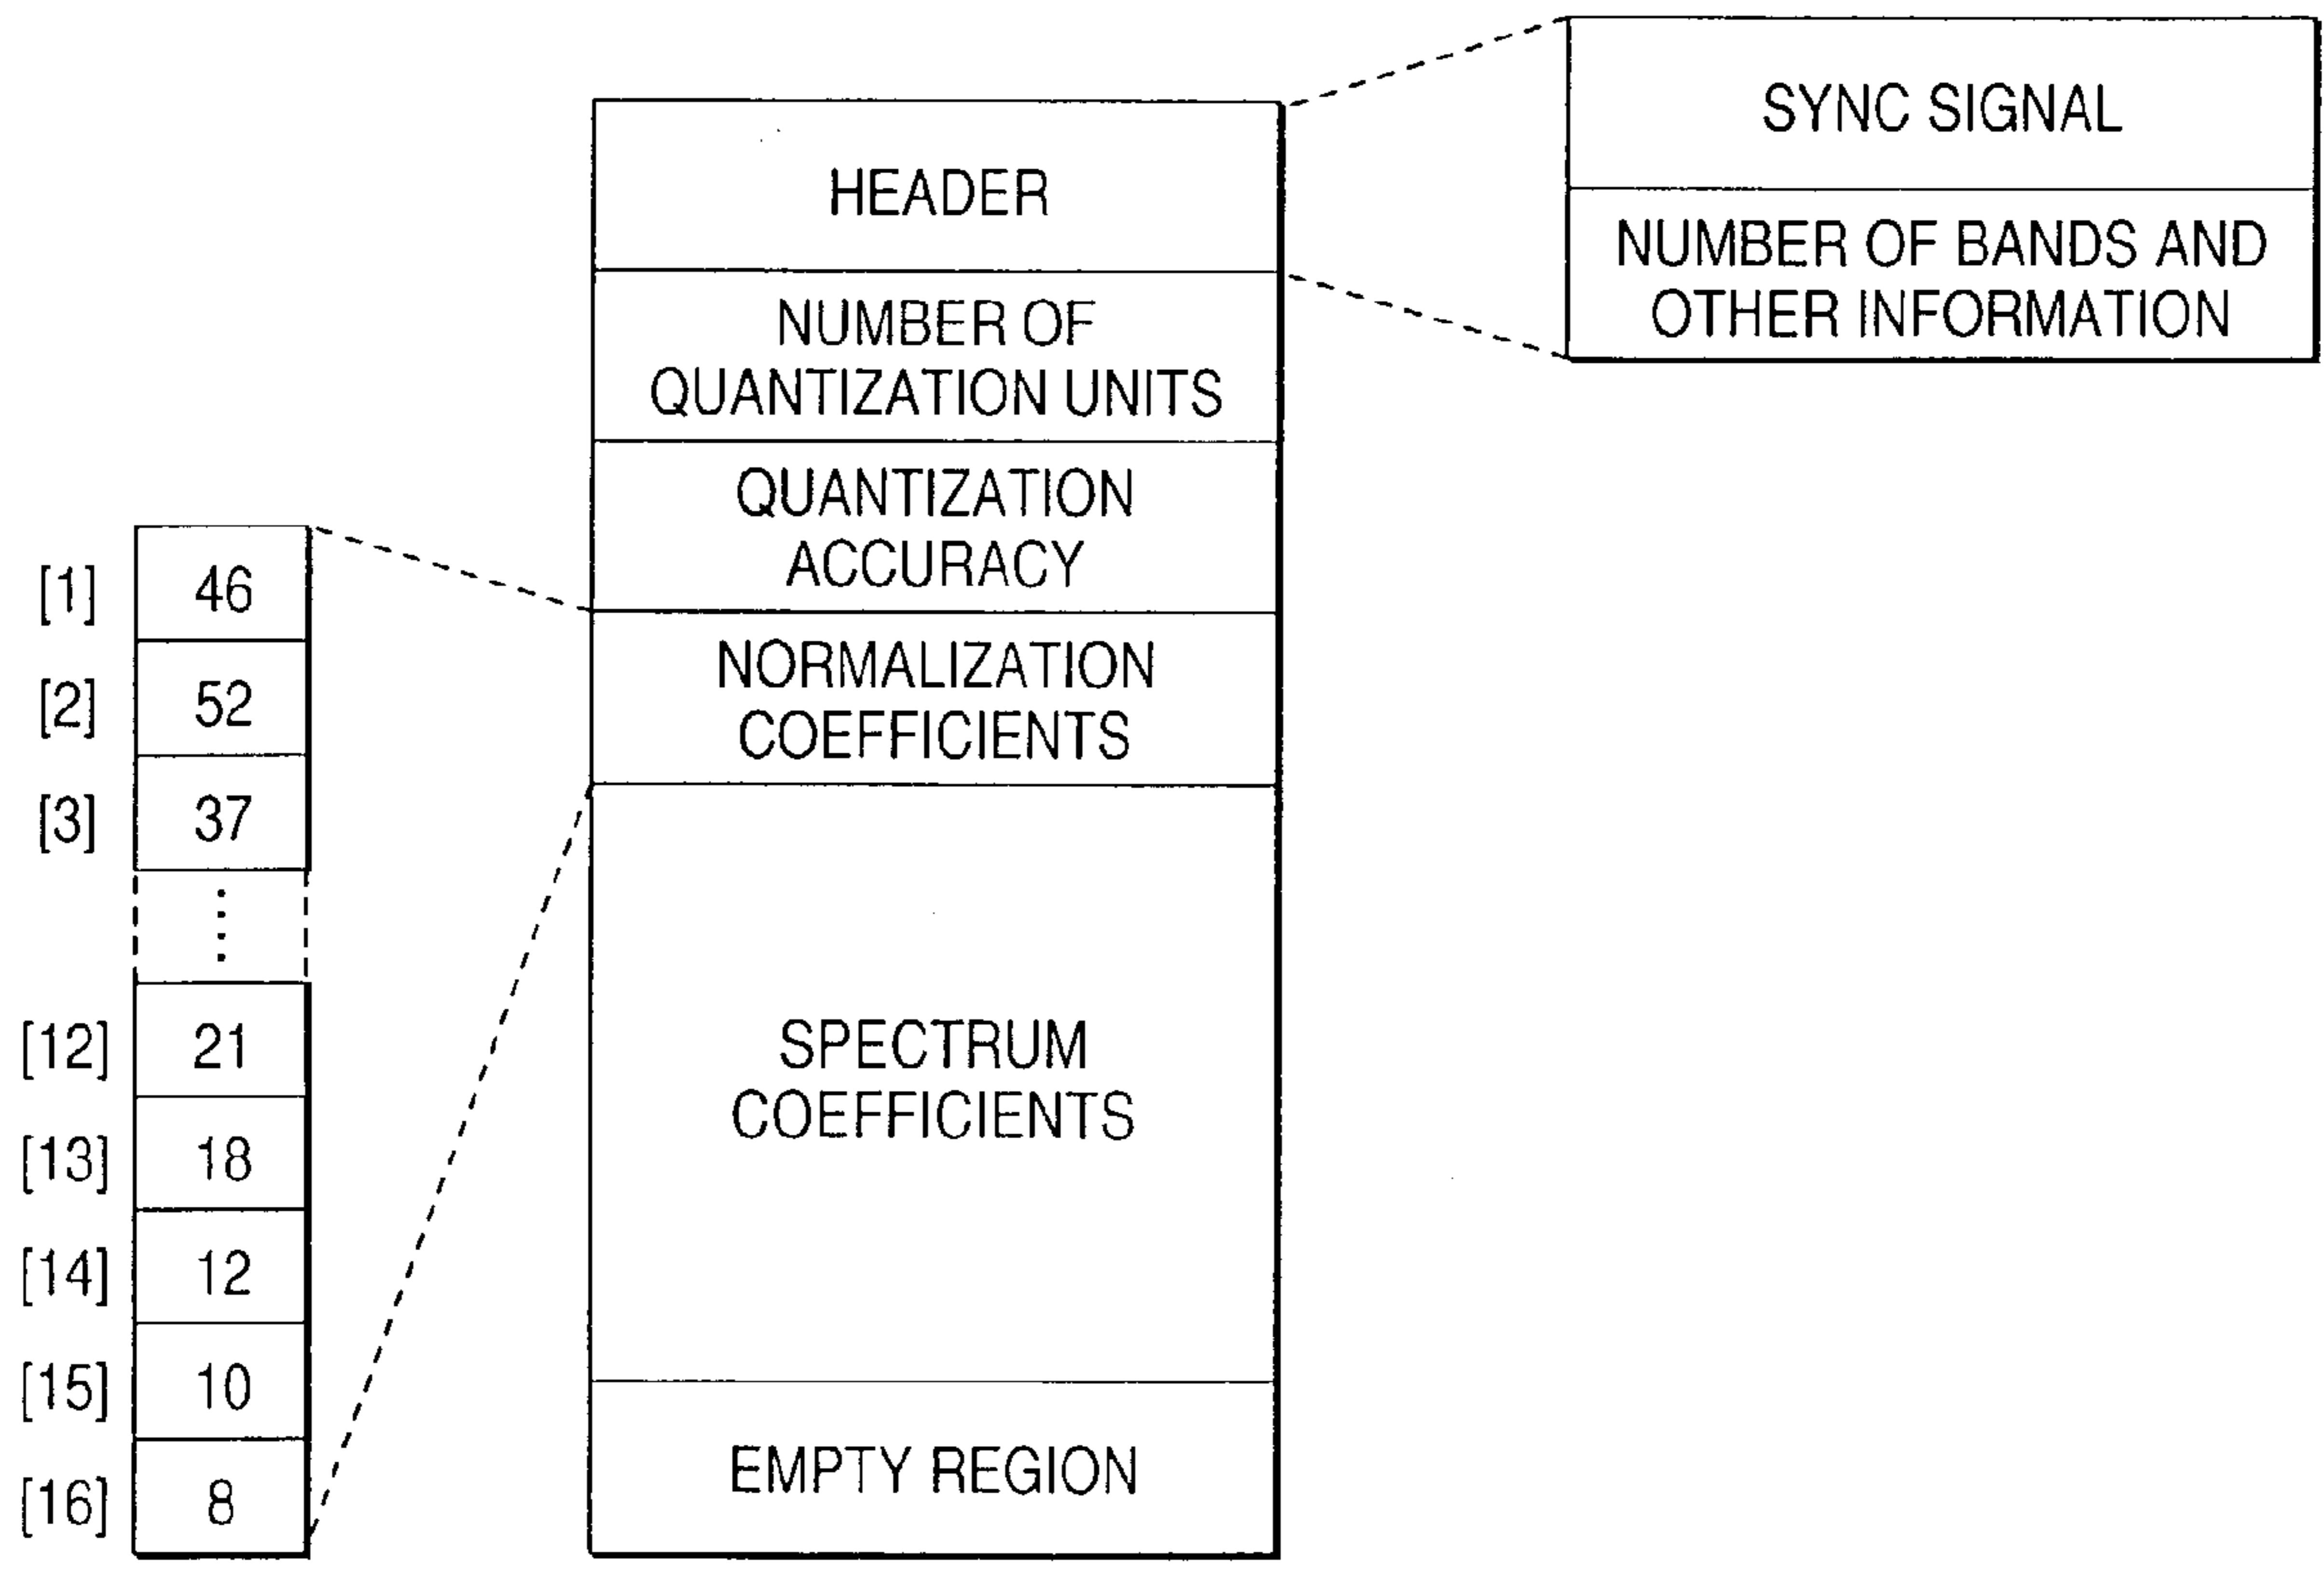 SYNC SIGNAL
NUMBER OF BANDS AND
OTHER INFORMATION
HEADER
NUMBER OF
QUANTIZATION UNITS
QUANTIZATION
ACCURACY
NORMALIZATION
COEFFICIENTS
SPECTRUM
COEFFICIENTS
EMPTY REGION
[1] 46
[2] 52
[3] 37
[12] 21
[13] 18
[14] 12
[15] 10
[16] 8